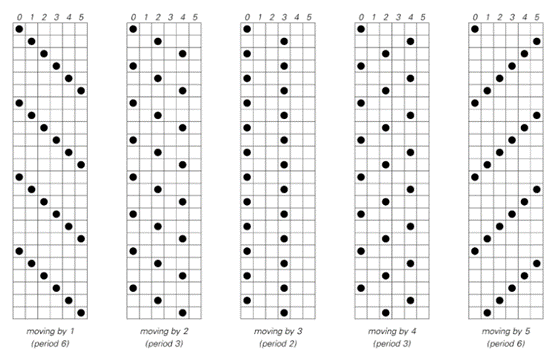 0 1 2 3 4 5
0 1 2 3 4 5
0 1 2 3 4 5
0 1 2 3 4 5
0 1 2 3 4 5
moving by 1
(period 6)
moving by 2
(period 3)
moving by 3
(period 2)
moving by 4
(period 3)
moving by 5
(period 6)